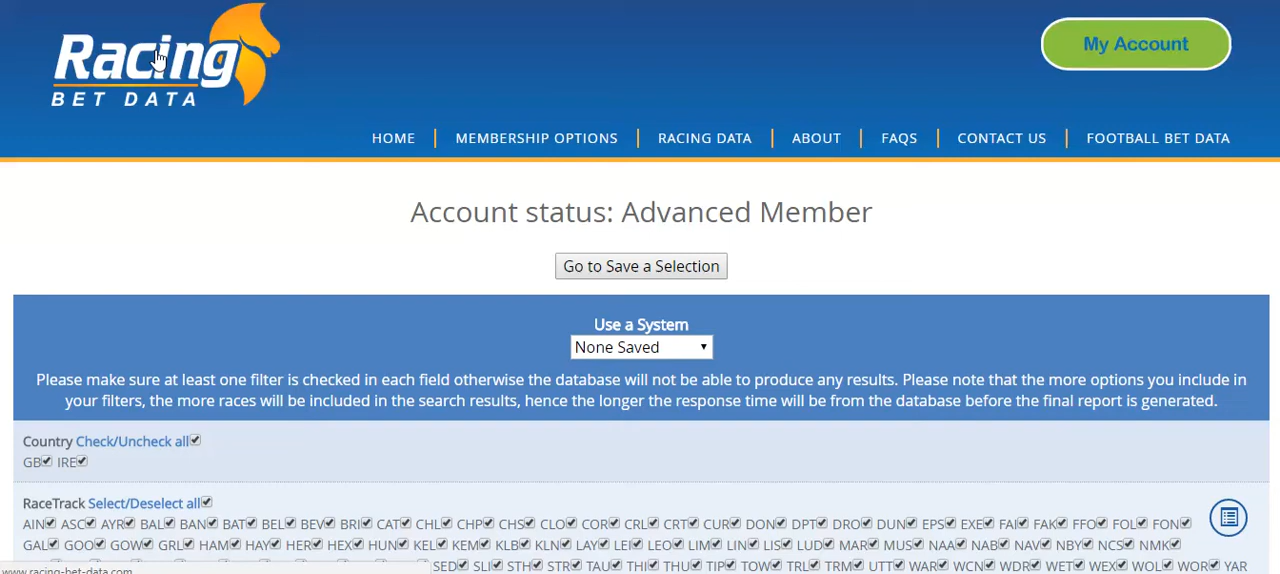 Racing
BET DATA
My Account
HOME MEMBERSHIP OPTIONS RACING DATA ABOUT FAQS CONTACT US FOOTBALL BET DATA
Account status: Advanced Member
Go to Save a Selection
Use a System
None Saved
Please make sure at least one filter is checked in each field otherwise the database will not be able to produce any results. Please note that the more options you include in
your filters, the more races will be included in the search results, hence the longer the response time will be from the database before the final report is generated.
Country Check/Uncheck all
GB IRE
RaceTrack Select/Deselect all
AIN ASC AYR BAL BAN BAT BEL BEV BRI CAT CHL CHP CHS CLO COR CRL CRT CUR DON DPT DRO DUN EPS EXE FAI FAK FFO FOL FON
GAL GOO GOW GRL HAM HAY HER HEX HUN KEL KEM KLB KLN LAY LEI LEO LIM LIN LIS LUD MAR MUS NAA NAB NAV NBY NCS NMK
SED SLI STH STR TAU THI THU TIP TOW TRL TRM UTT WAR WCN WDR WET WEX WOL WOR YAR
www.racing-bet-data.com